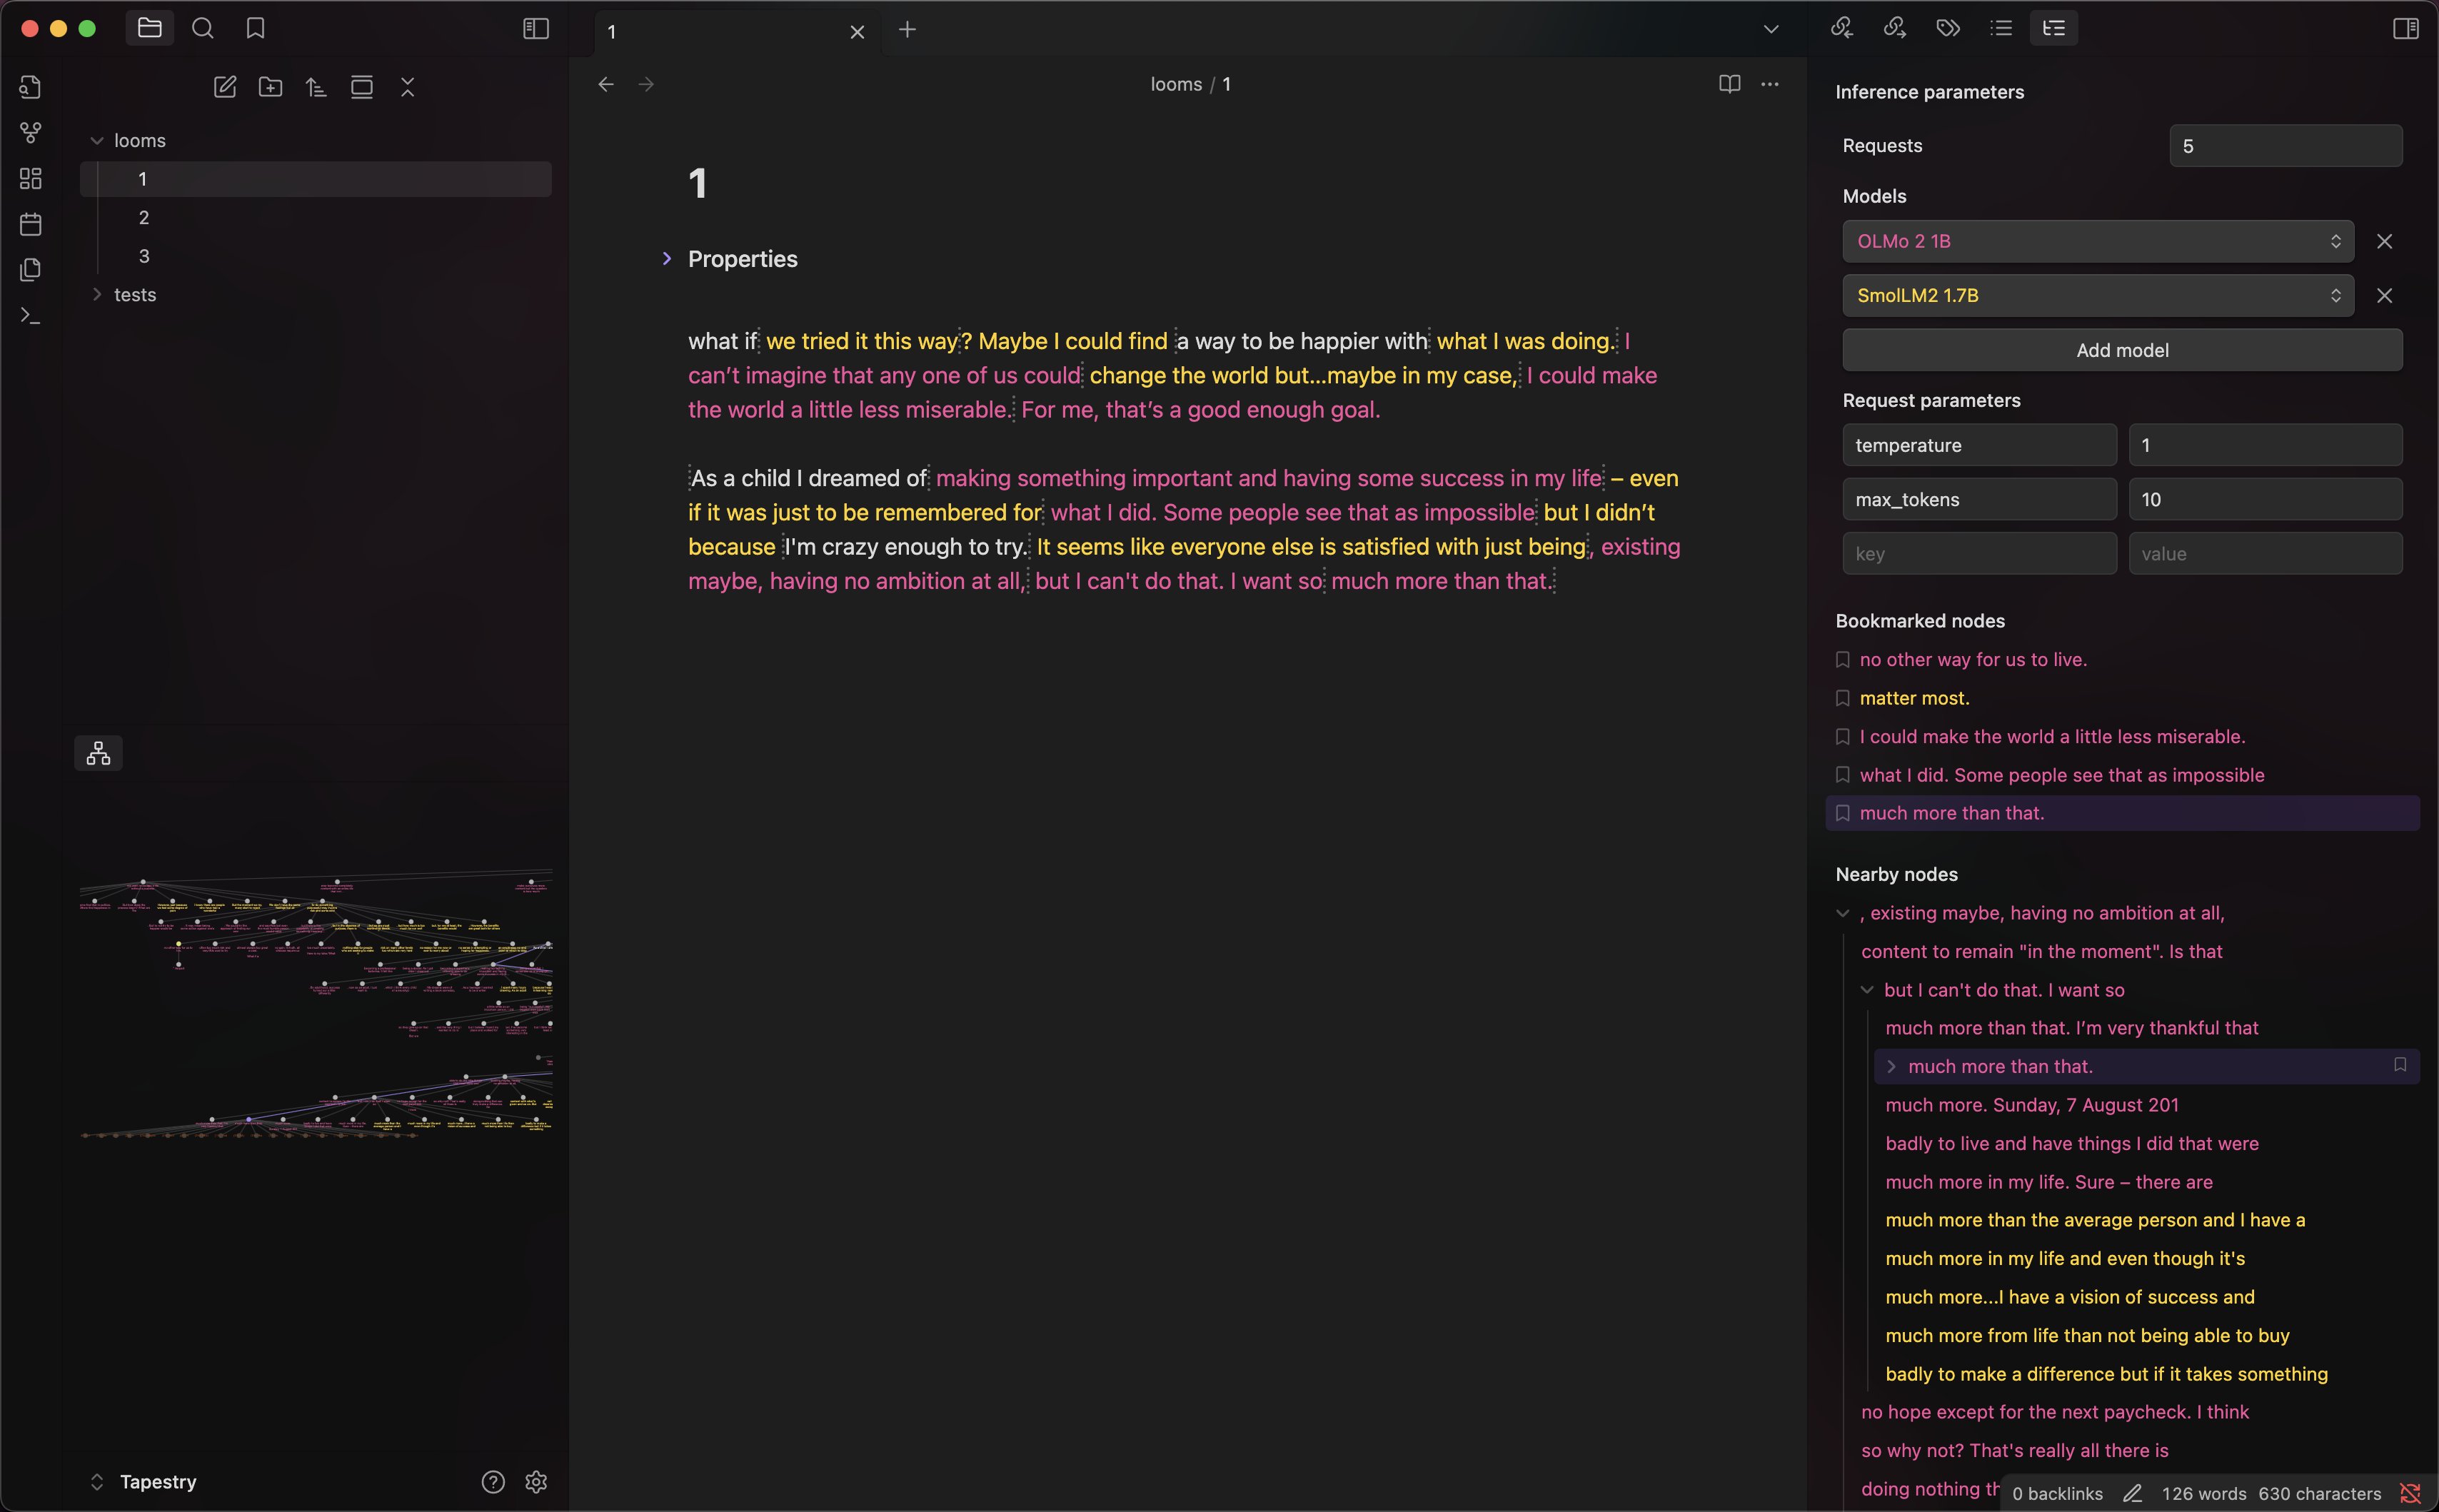 1
looms / 1
looms
1
2
3
tests
Tapestry
1
Properties
what if we tried it this way? Maybe I could find a way to be happier with what I was doing. I
can’t imagine that any one of us could change the world but...maybe in my case, I could make
the world a little less miserable. For me, that’s a good enough goal.
As a child I dreamed of making something important and having some success in my life – even
if it was just to be remembered for what I did. Some people see that as impossible but I didn’t
because I'm crazy enough to try. It seems like everyone else is satisfied with just being, existing
maybe, having no ambition at all, but I can't do that. I want so much more than that.
Inference parameters
Requests 5
Models
OLMo 2 1B
SmolLM2 1.7B
Add model
Request parameters
temperature 1
max_tokens 10
key value
Bookmarked nodes
no other way for us to live.
matter most.
I could make the world a little less miserable.
what I did. Some people see that as impossible
much more than that.
Nearby nodes
, existing maybe, having no ambition at all,
content to remain "in the moment". Is that
but I can't do that. I want so
much more than that. I’m very thankful that
much more than that.
much more. Sunday, 7 August 201
badly to live and have things I did that were
much more in my life. Sure – there are
much more than the average person and I have a
much more in my life and even though it's
much more...I have a vision of success and
much more from life than not being able to buy
badly to make a difference but if it takes something
no hope except for the next paycheck. I think
so why not? That's really all there is
doing nothing th
0 backlinks 126 words 630 characters